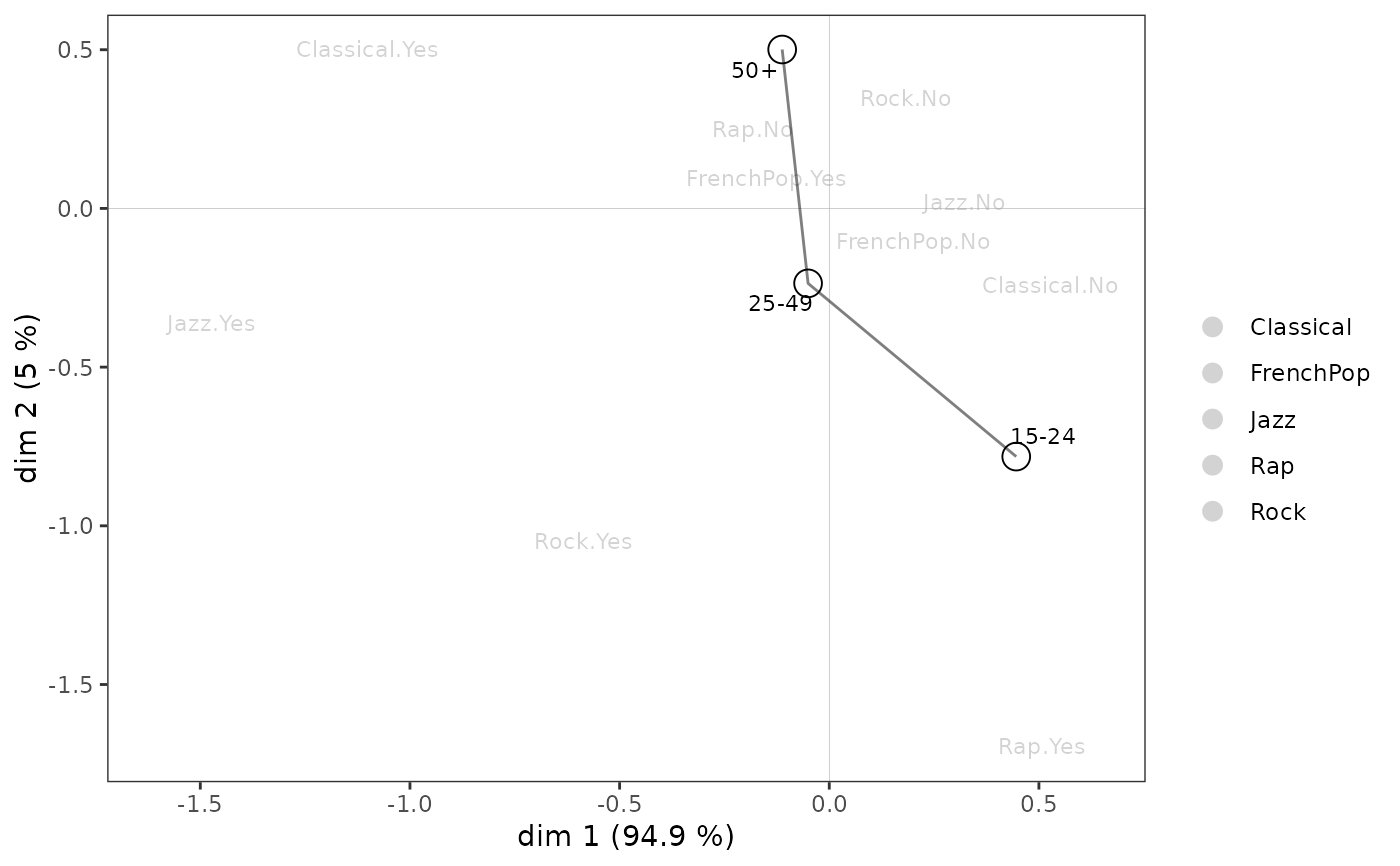 0.5
Classical.Yes
50+
Rock.No
Rap.No
FrenchPop.Yes
Jazz.No
0.0
FrenchPop.No
Classical.No
25-49
Jazz.Yes
-0.5
15-24
-1.0
Rock.Yes
-1.5
Rap.Yes
dim 2 (5 %)
-1.5
-1.0
-0.5
0.0
0.5
dim 1 (94.9 %)
Classical
FrenchPop
Jazz
Rap
Rock